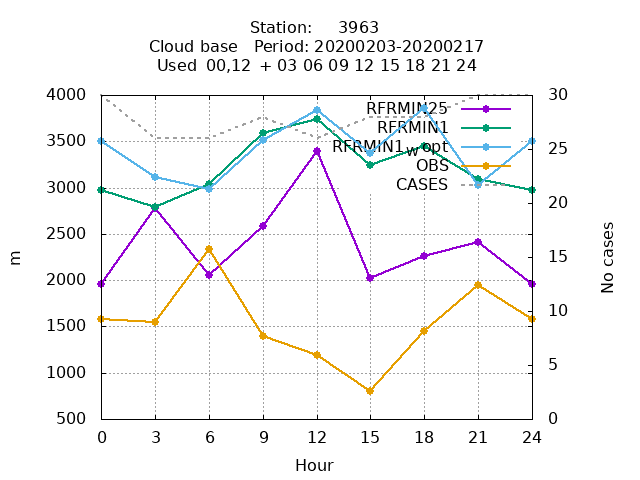 Station: 3963
Cloud base Period: 20200203-20200217
Used 00,12 + 03 06 09 12 15 18 21 24
4000 30
RFRMIN25
RFRMIN1
3500 25
RFRMIN1_wopt
OBS
3000 CASES
20
2500
m No cases
2000 15
1500 10
1000 5
500 0
0 3 6 9 12 15 18 21 24
Hour